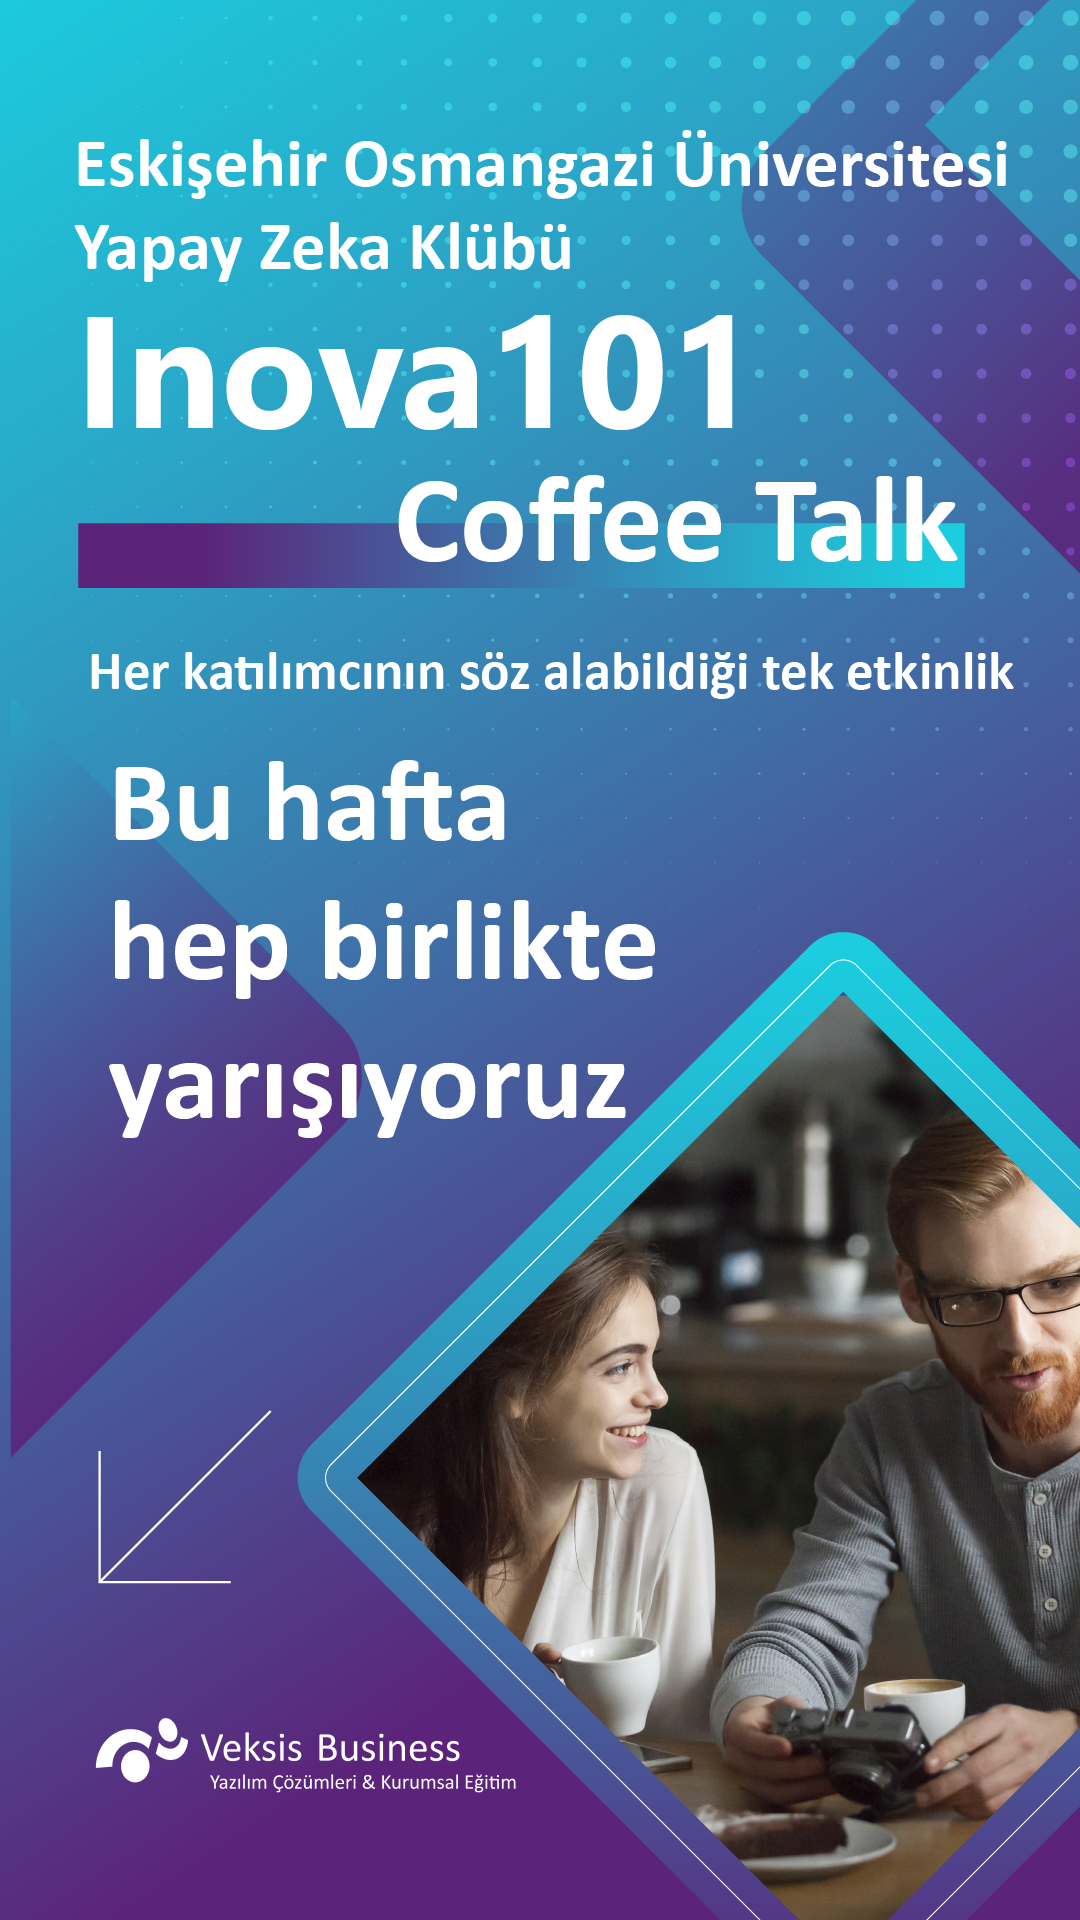 Eskişehir Osmangazi Üniversitesi
Yapay Zeka Klübü
Inova101
Coffee Talk
Her katılımcının söz alabildiği tek etkinlik
Bu hafta
hep birlikte
yarışıyoruz
Veksis Business
Yazılım Çözümleri & Kurumsal Eğitim